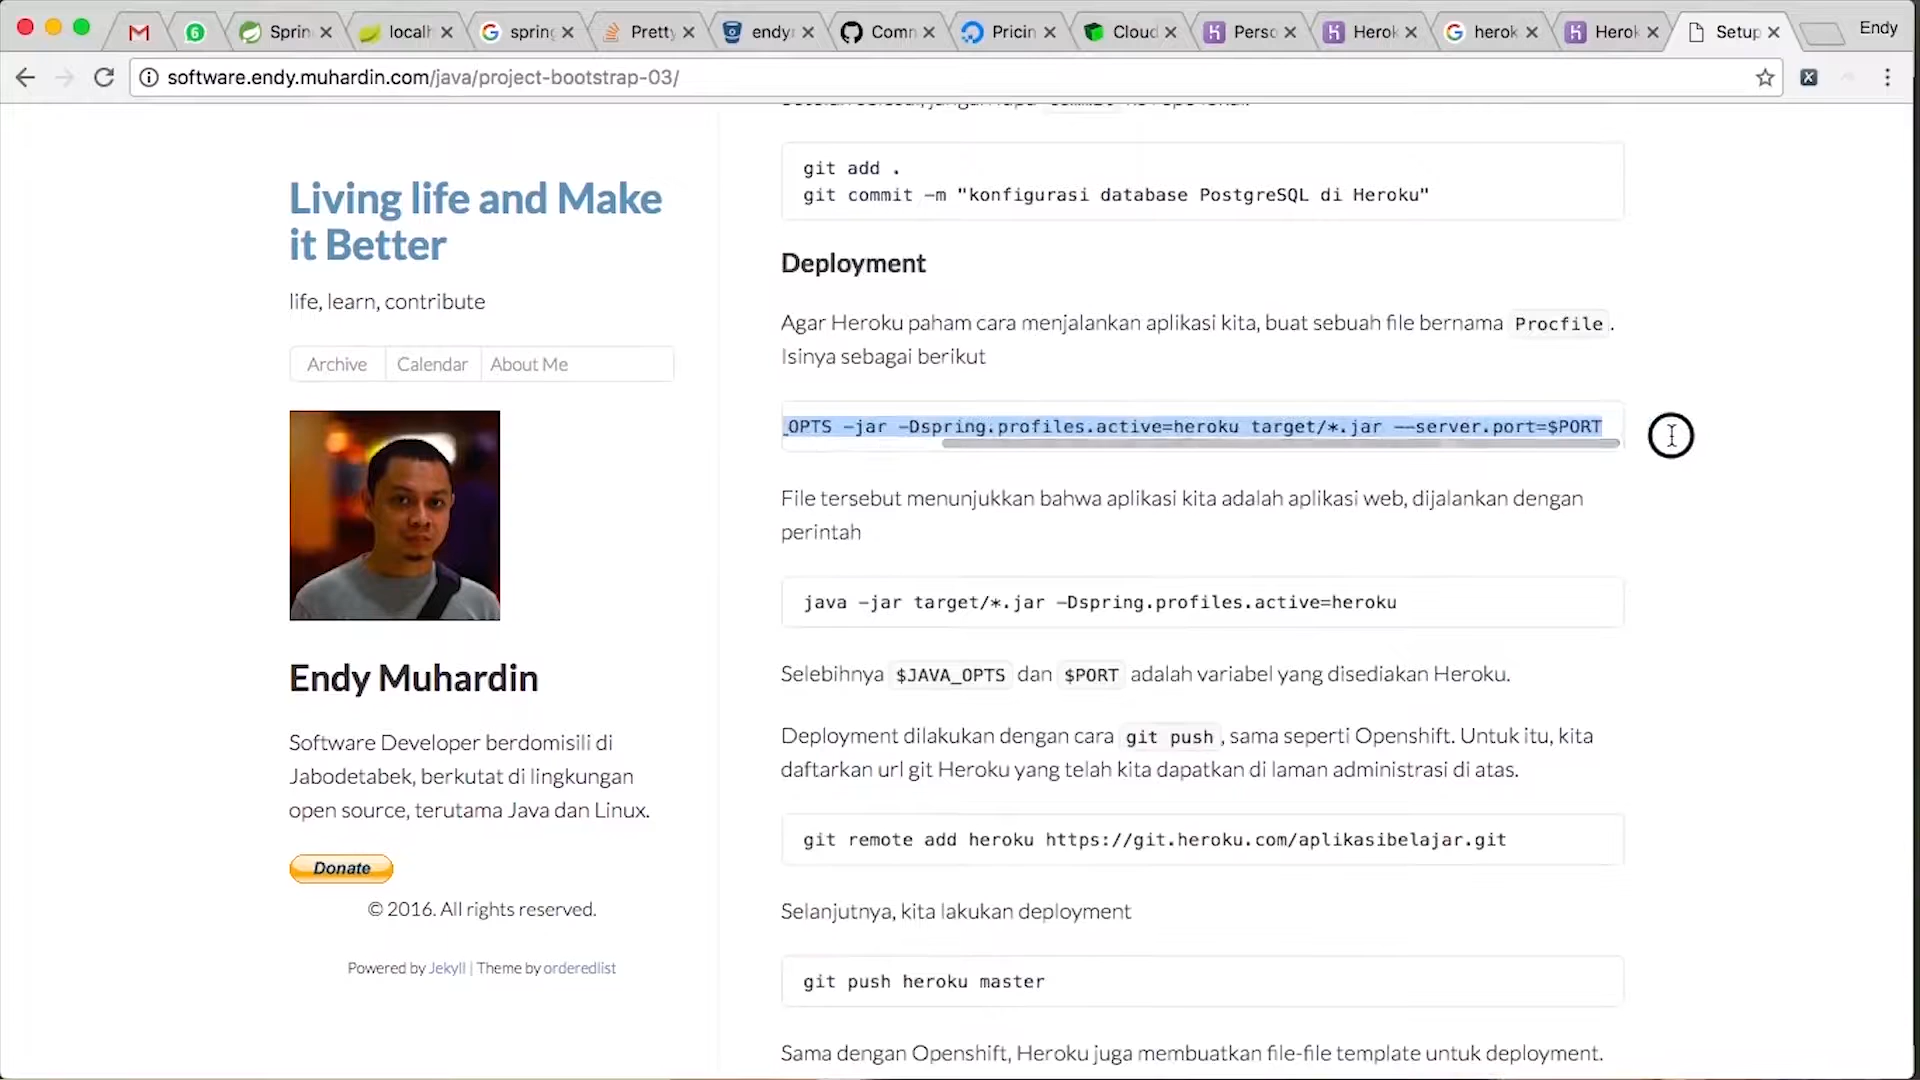 Sprin
localh
spring
Pretty
endy
Comm
Pricin
Cloud
Perso
Herok
herok
Herok
Setup
Endy
software.endy.muhardin.com/java/project-bootstrap-03/
Living life and Make
it Better
life, learn, contribute
Archive
Calendar
About Me
Endy Muhardin
Software Developer berdomisili di
Jabodetabek, berkutat di lingkungan
open source, terutama Java dan Linux.
Donate
© 2016. All rights reserved.
Powered by Jekyll | Theme by orderedlist
git add .
git commit -m "konfigurasi database PostgreSQL di Heroku"
Deployment
Agar Heroku paham cara menjalankan aplikasi kita, buat sebuah file bernama Procfile.
Isinya sebagai berikut
_OPTS -jar -Dspring.profiles.active=heroku target/*.jar --server.port=$PORT
File tersebut menunjukkan bahwa aplikasi kita adalah aplikasi web, dijalankan dengan
perintah
java -jar target/*.jar -Dspring.profiles.active=heroku
Selebihnya $JAVA_OPTS dan $PORT adalah variabel yang disediakan Heroku.
Deployment dilakukan dengan cara git push, sama seperti Openshift. Untuk itu, kita
daftarkan url git Heroku yang telah kita dapatkan di laman administrasi di atas.
git remote add heroku https://git.heroku.com/aplikasibelajar.git
Selanjutnya, kita lakukan deployment
git push heroku master
Sama dengan Openshift, Heroku juga membuatkan file-file template untuk deployment.